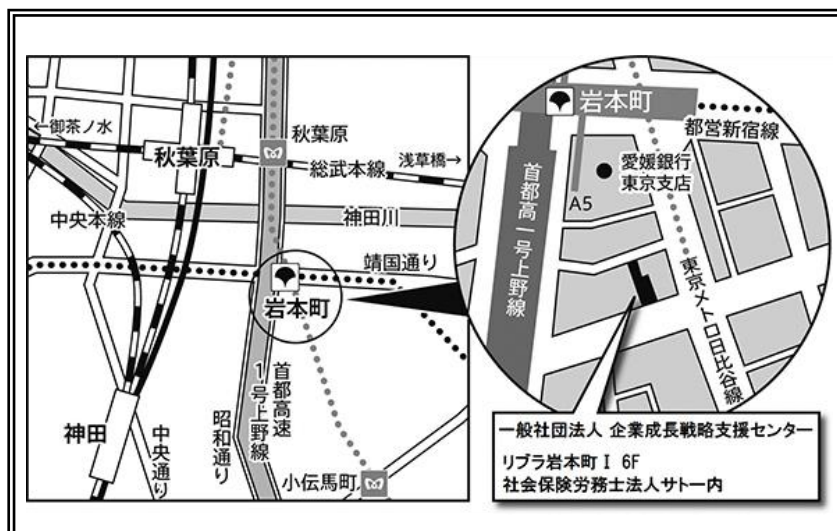 ←御茶ノ水
秋葉原
秋葉原
総武本線
浅草橋→
中央本線
神田川
靖国通り
岩本町
神田
中央通り
昭和通り
首都高速
1号上野線
小伝馬町
岩本町
都営新宿線
愛媛銀行
東京支店
A5
首都高一号上野線
東京メトロ日比谷線
一般社団法人 企業成長戦略支援センター
リブラ岩本町Ⅰ 6F
社会保険労務士法人サトー内